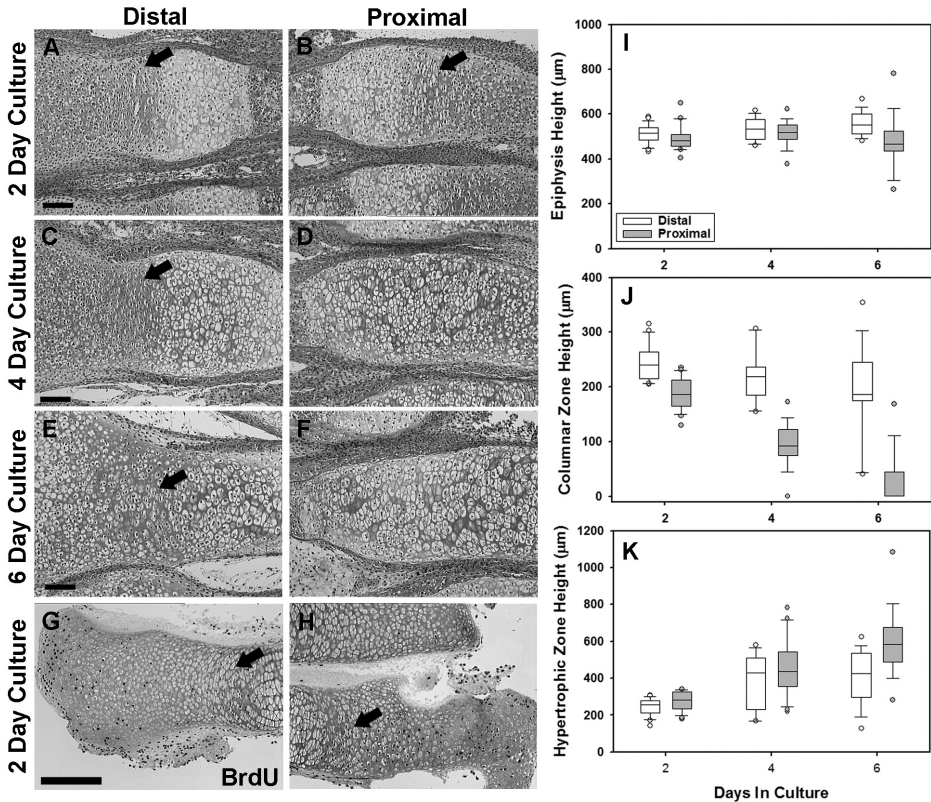 Distal
Proximal
2 Day Culture
A
B
4 Day Culture
C
D
6 Day Culture
E
F
2 Day Culture
G
BrdU
H
I
Epiphysis Height (µm)
1000
800
600
400
200
0
Distal
Proximal
2 4 6
J
Columnar Zone Height (µm)
400
300
200
100
0
2 4 6
K
Hypertrophic Zone Height (µm)
1200
1000
800
600
400
200
0
2 4 6
Days In Culture